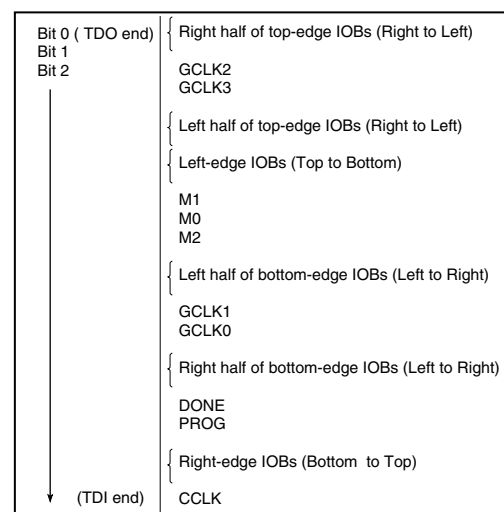 Bit 0 ( TDO end)
Bit 1
Bit 2
Right half of top-edge IOBs (Right to Left)
GCLK2
GCLK3
Left half of top-edge IOBs (Right to Left)
Left-edge IOBs (Top to Bottom)
M1
M0
M2
Left half of bottom-edge IOBs (Left to Right)
GCLK1
GCLK0
Right half of bottom-edge IOBs (Left to Right)
DONE
PROG
Right-edge IOBs (Bottom to Top)
(TDI end)
CCLK